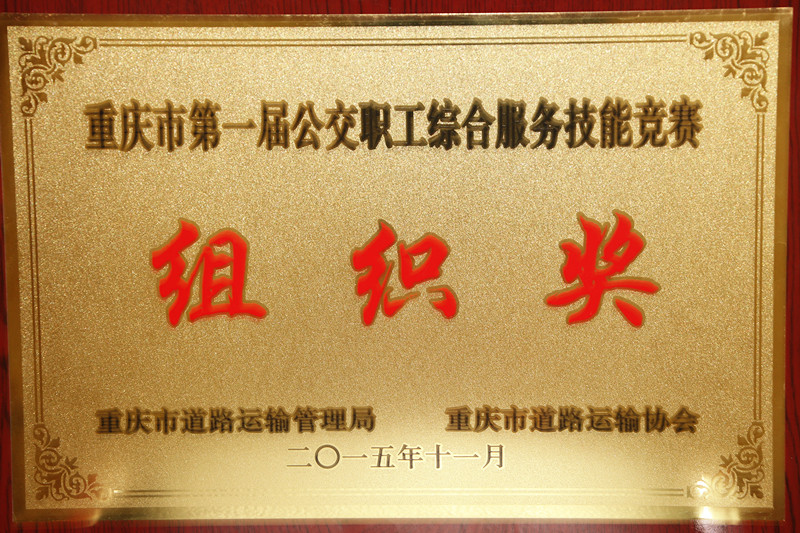 重庆市第一届公交职工综合服务技能竞赛
组织奖
重庆市道路运输管理局 重庆市道路运输协会
二〇一五年十一月